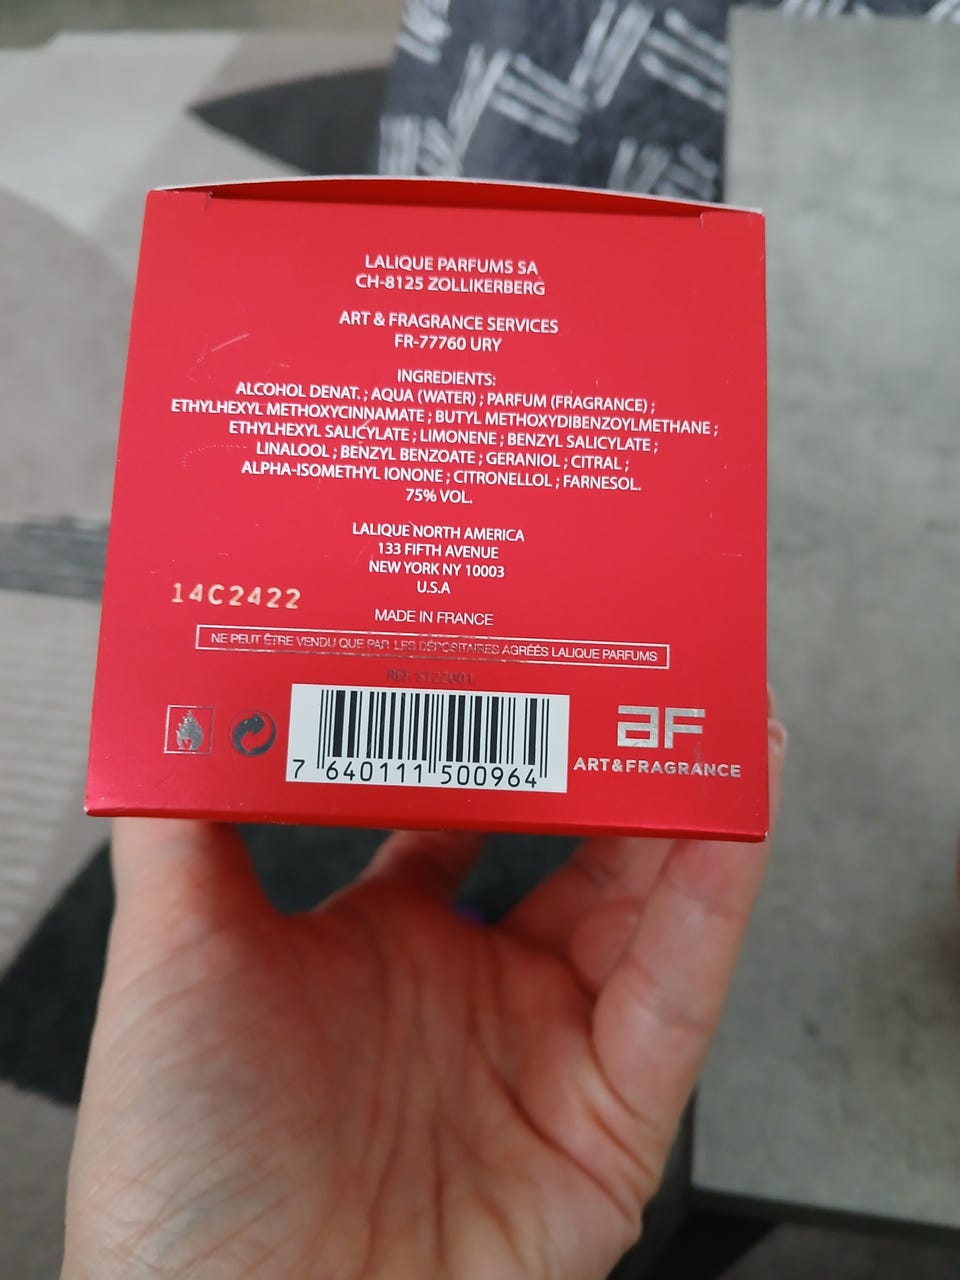 LALIQUE PARFUMS SA
CH-8125 ZOLLIKERBERG
ART & FRAGRANCE SERVICES
FR-77760 URY
INGREDIENTS:
ALCOHOL DENAT. ; AQUA (WATER) ; PARFUM (FRAGRANCE) ;
ETHYLHEXYL METHOXYCINNAMATE ; BUTYL METHOXYDIBENZOYLMETHANE ;
ETHYLHEXYL SALICYLATE ; LIMONENE ; BENZYL SALICYLATE ;
LINALOOL ; BENZYL BENZOATE ; GERANIOL ; CITRAL ;
ALPHA-ISOMETHYL IONONE ; CITRONELLOL ; FARNESOL.
75% VOL.
LALIQUE NORTH AMERICA
133 FIFTH AVENUE
NEW YORK NY 10003
U.S.A
14C2422
MADE IN FRANCE
NE PEUT ÊTRE VENDU QUE PAR LES DÉPOSITAIRES AGRÉÉS LALIQUE PARFUMS
REF.
7 640111 500964
aF
ART&FRAGRANCE